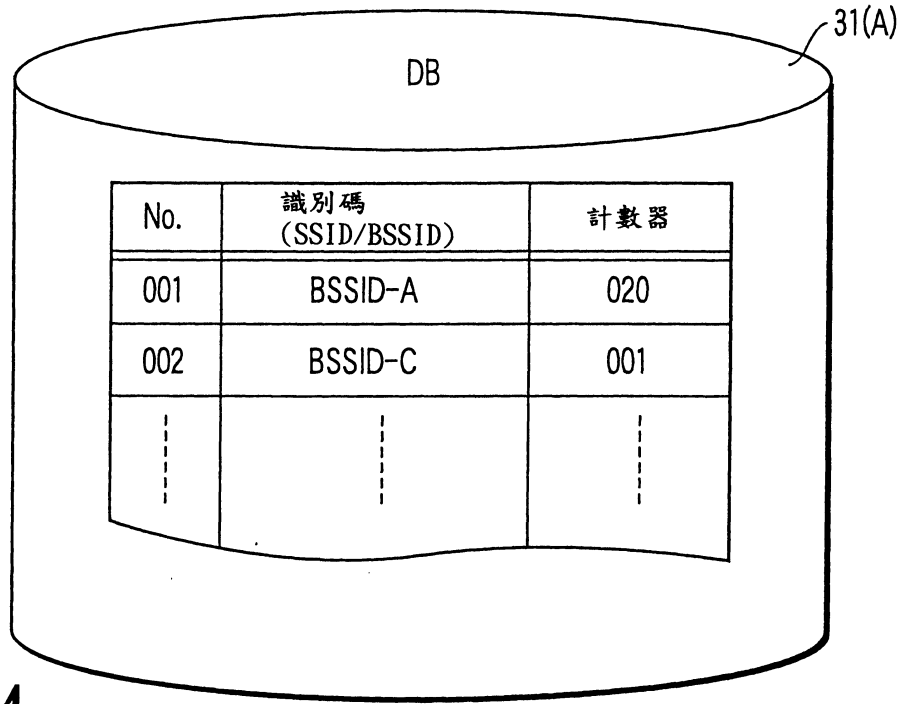 31(A)
DB
No. 識別碼 (SSID/BSSID) 計數器
001 BSSID-A 020
002 BSSID-C 001
4